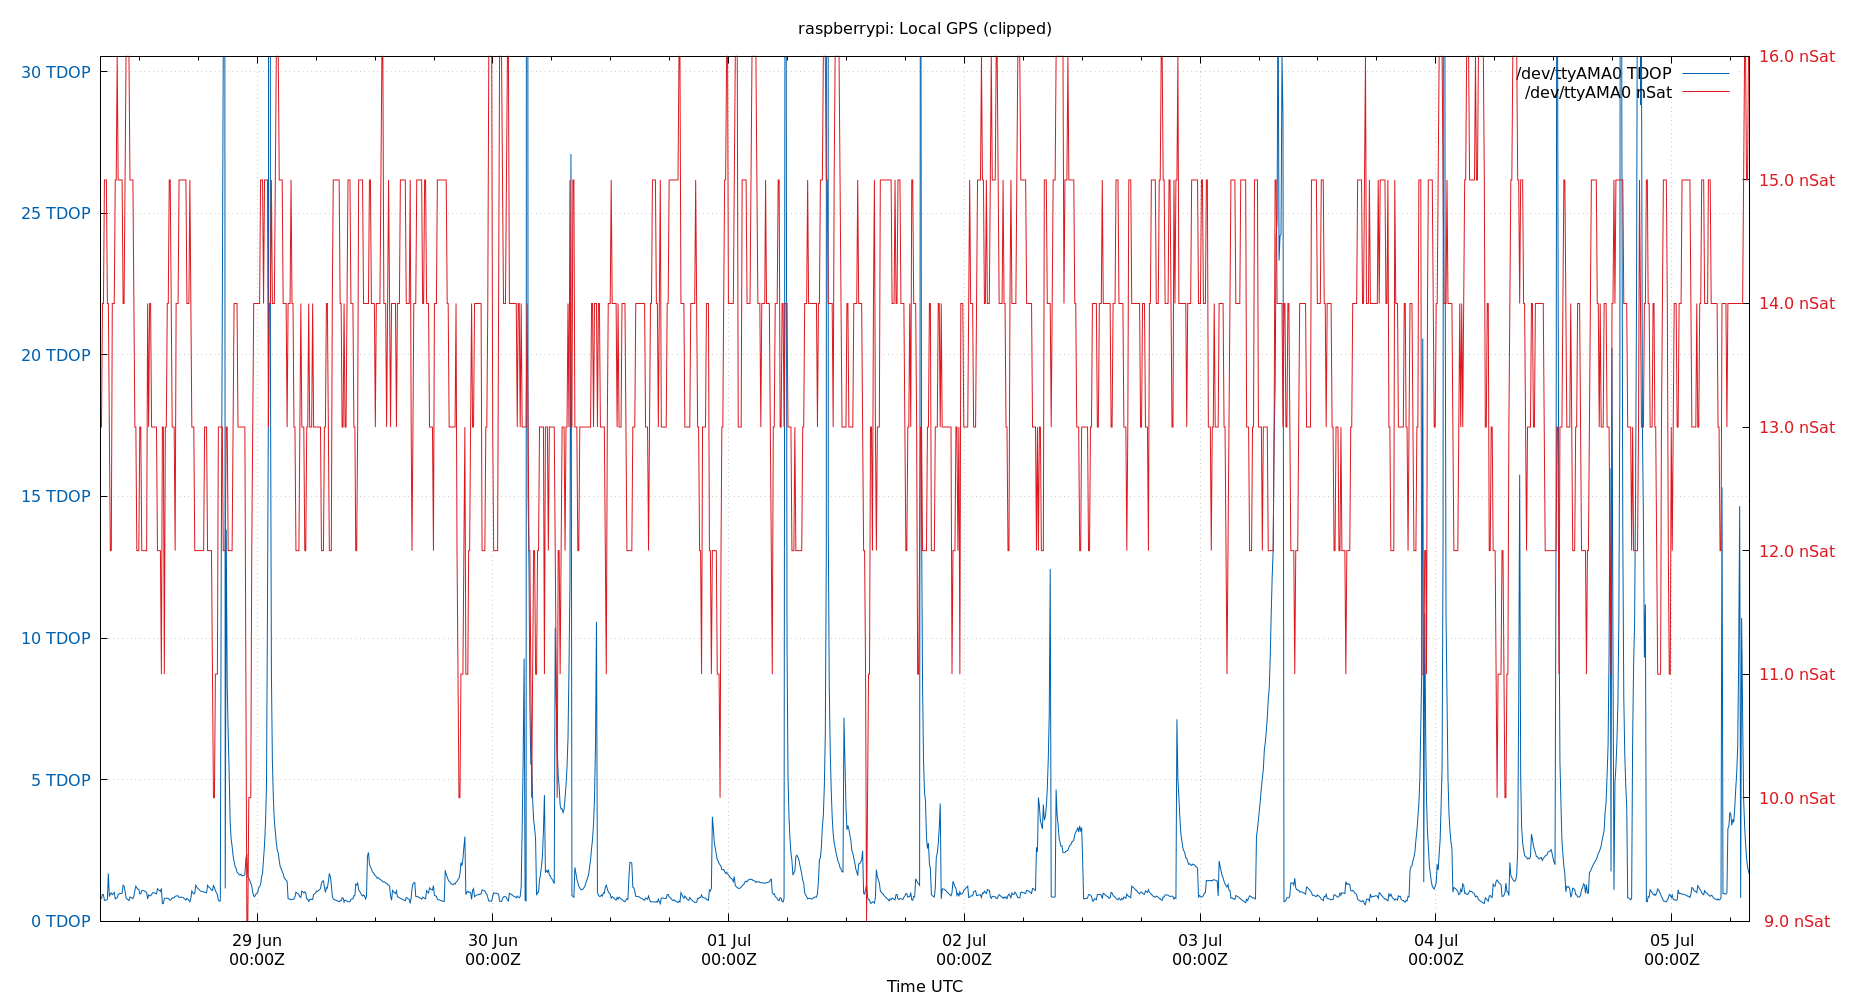 raspberrypi: Local GPS (clipped)
30 TDOP
25 TDOP
20 TDOP
15 TDOP
10 TDOP
5 TDOP
0 TDOP
16.0 nSat
15.0 nSat
14.0 nSat
13.0 nSat
12.0 nSat
11.0 nSat
10.0 nSat
9.0 nSat
/dev/ttyAMA0 TDOP
/dev/ttyAMA0 nSat
29 Jun
00:00Z
30 Jun
00:00Z
01 Jul
00:00Z
02 Jul
00:00Z
03 Jul
00:00Z
04 Jul
00:00Z
05 Jul
00:00Z
Time UTC